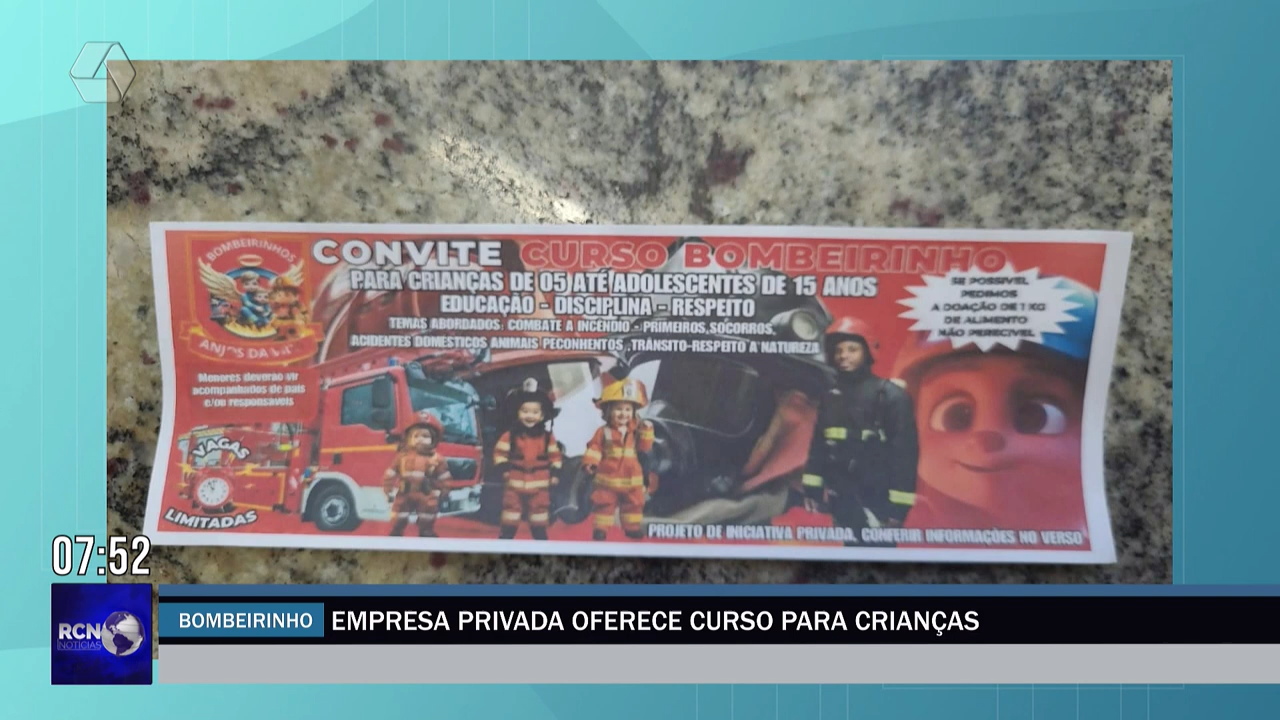 BOMBEIRINHOS
CONVITE CURSO BOMBEIRINHO
PARA CRIANÇAS DE 05 ATÉ ADOLESCENTES DE 15 ANOS
EDUCAÇÃO - DISCIPLINA - RESPEITO
TEMAS ABORDADOS: COMBATE A INCÊNDIO - PRIMEIROS SOCORROS,
ACIDENTES DOMÉSTICOS ANIMAIS PEÇONHENTOS ,TRÂNSITO-RESPEITO A NATUREZA
SE POSSIVEL
PEDIMOS
A DOAÇÃO DE 1 KG
DE ALIMENTO
NÃO PERECIVEL
ANJOS DA
Menores deverão vir
acompanhados de pais
e/ou responsaveis
VAGAS
LIMITADAS
PROJETO DE INICIATIVA PRIVADA, CONFERIR INFORMAÇÕES NO VERSO
07:52
RCN
NOTÍCIAS
BOMBEIRINHO
EMPRESA PRIVADA OFERECE CURSO PARA CRIANÇAS